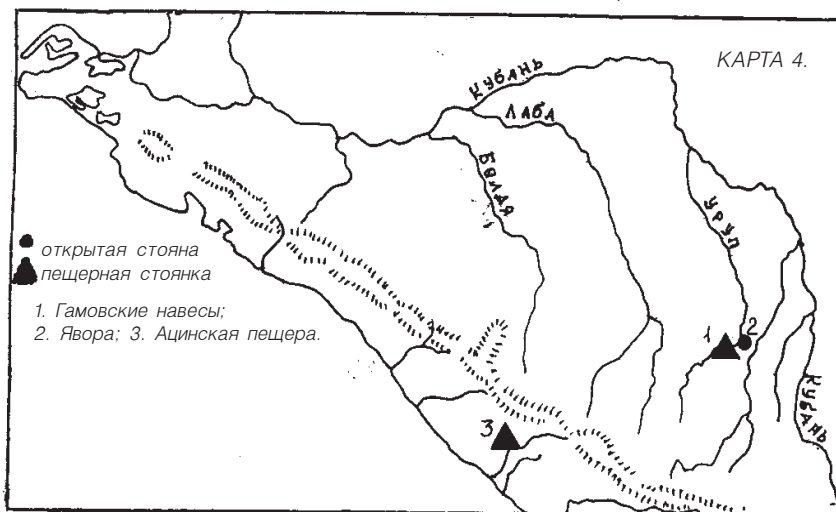 КАРТА 4.
КУБАНЬ
ЛАБА
БЕЛАЯ
УРУП
КУБАНЬ
открытая стояна
пещерная стоянка
1. Гамовские навесы;
2. Явора; 3. Ацинская пещера.
1
2
3